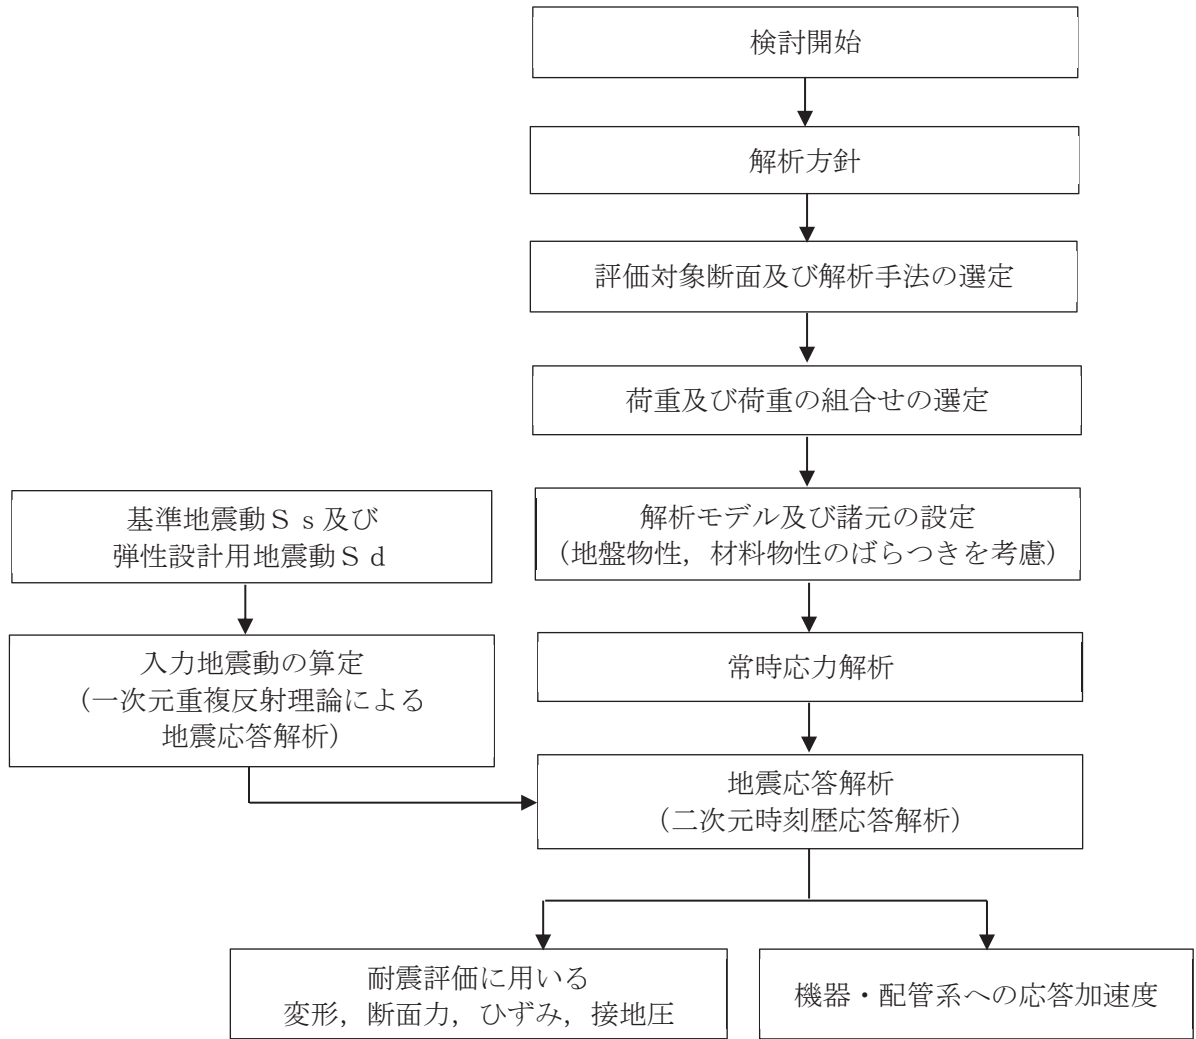 検討開始
解析方針
評価対象断面及び解析手法の選定
荷重及び荷重の組合せの選定
解析モデル及び諸元の設定
(地盤物性，材料物性のばらつきを考慮)
基準地震動Ｓｓ及び
弾性設計用地震動Ｓｄ
入力地震動の算定
(一次元重複反射理論による
地震応答解析)
常時応力解析
地震応答解析
(二次元時刻歴応答解析)
耐震評価に用いる
変形，断面力，ひずみ，接地圧
機器・配管系への応答加速度